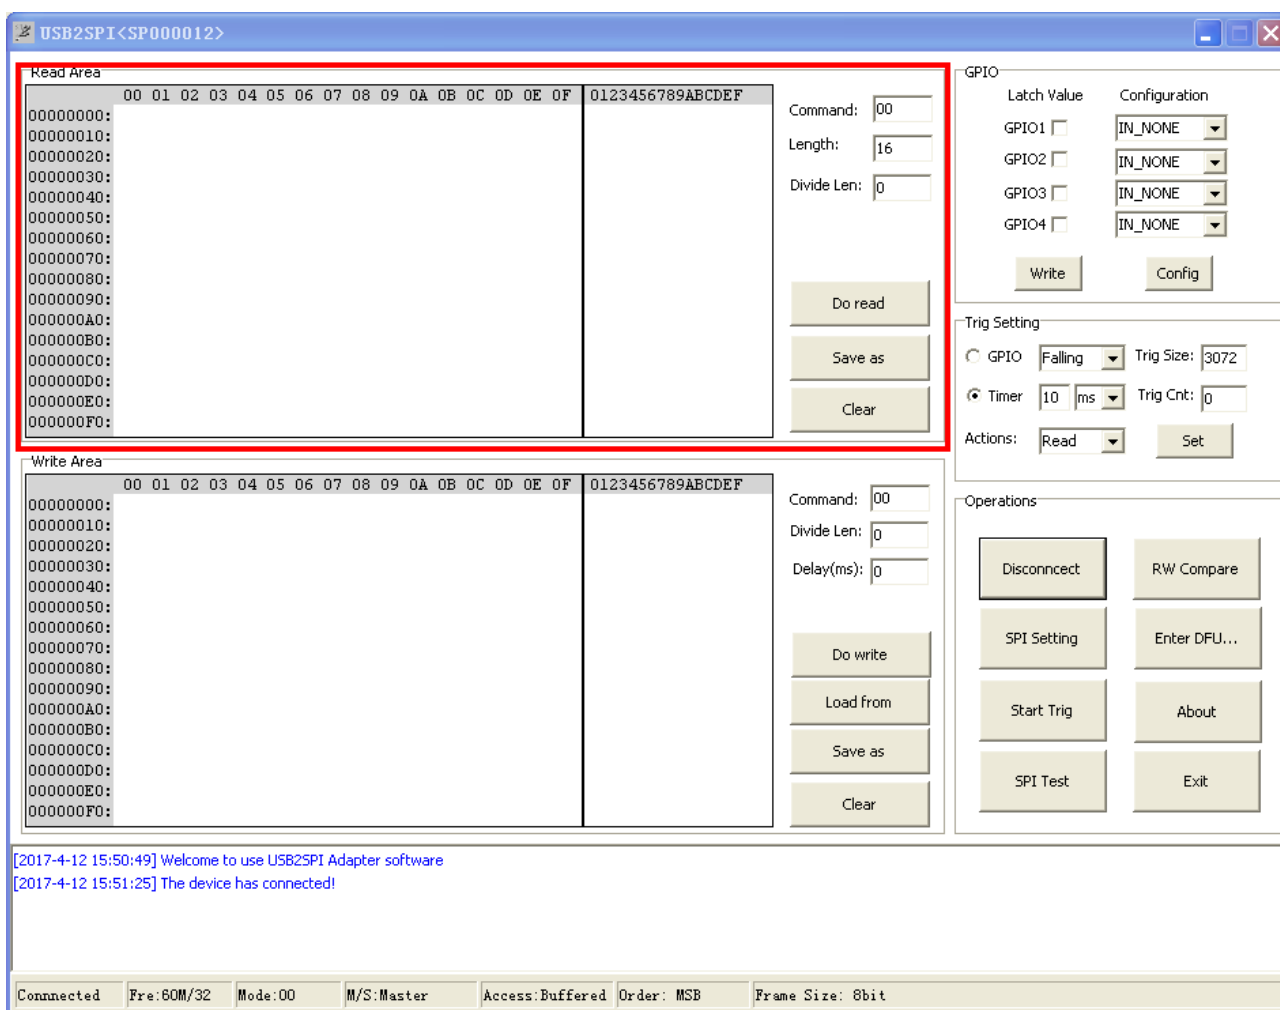 USB2SPI<SP000012>
Read Area
00 01 02 03 04 05 06 07 08 09 0A 0B 0C 0D 0E 0F 0123456789ABCDEF
00000000:
00000010:
00000020:
00000030:
00000040:
00000050:
00000060:
00000070:
00000080:
00000090:
000000A0:
000000B0:
000000C0:
000000D0:
000000E0:
000000F0:
Command: 00
Length: 16
Divide Len: 0
Do read
Save as
Clear
Write Area
00 01 02 03 04 05 06 07 08 09 0A 0B 0C 0D 0E 0F 0123456789ABCDEF
00000000:
00000010:
00000020:
00000030:
00000040:
00000050:
00000060:
00000070:
00000080:
00000090:
000000A0:
000000B0:
000000C0:
000000D0:
000000E0:
000000F0:
Command: 00
Divide Len: 0
Delay(ms): 0
Do write
Load from
Save as
Clear
GPIO
Latch Value Configuration
GPIO1 IN_NONE
GPIO2 IN_NONE
GPIO3 IN_NONE
GPIO4 IN_NONE
Write Config
Trig Setting
GPIO Falling Trig Size: 3072
Timer 10 ms Trig Cnt: 0
Actions: Read Set
Operations
Disconncect RW Compare
SPI Setting Enter DFU...
Start Trig About
SPI Test Exit
[2017-4-12 15:50:49] Welcome to use USB2SPI Adapter software
[2017-4-12 15:51:25] The device has connected!
Connnected Fre:60M/32 Mode:00 M/S:Master Access:Buffered Order: MSB Frame Size: 8bit